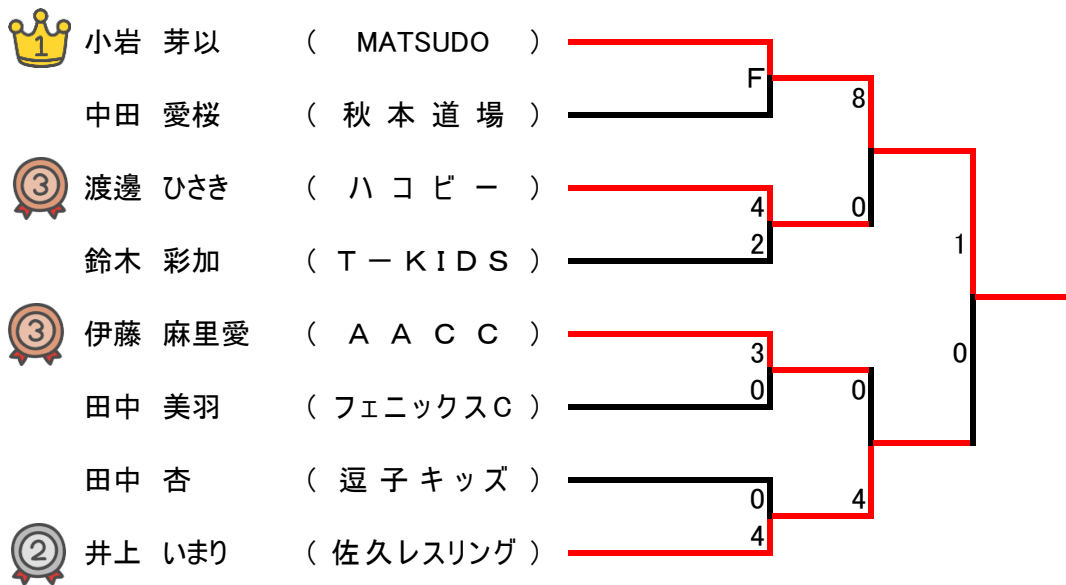 1 小岩 芽以 ( MATSUDO )
F
8
中田 愛桜 ( 秋本道場 )
3 渡邊 ひさき ( ハコビー )
4
0
2
1
鈴木 彩加 ( T－KIDS )
3 伊藤 麻里愛 ( AACC )
3
0
0
0
田中 美羽 ( フェニックスC )
田中 杏 ( 逗子キッズ )
0
4
4
2 井上 いまり ( 佐久レスリング )